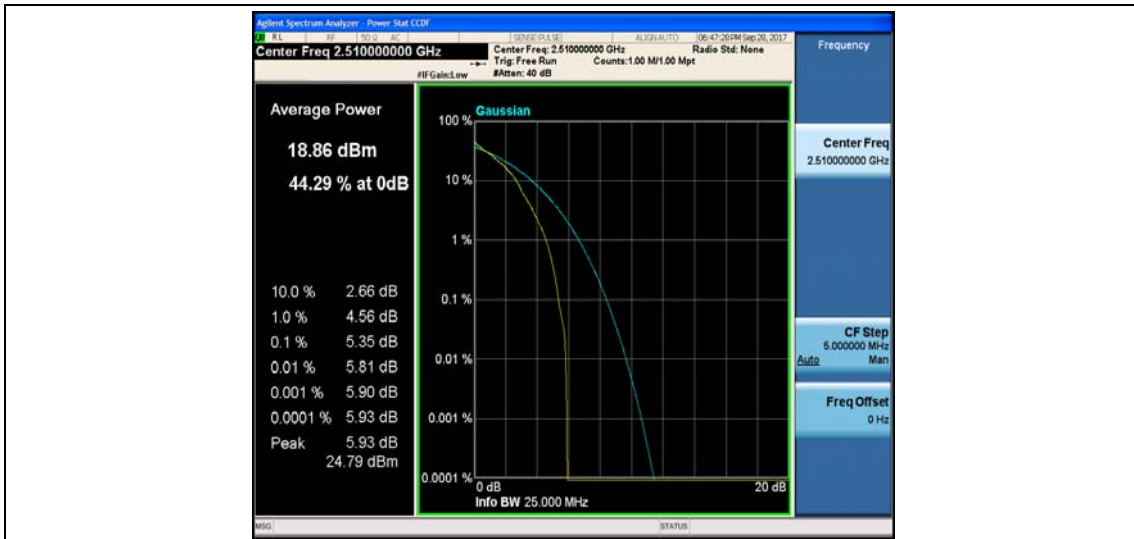 Agilent Spectrum Analyzer - Power Stat CCDF
RL RF 50 Ω AC SENSE:PULSE ALIGN AUTO 06:47:20 PM Sep 20, 2017
Center Freq 2.510000000 GHz
Center Freq: 2.510000000 GHz Radio Std: None
Trig: Free Run Counts:1.00 M/1.00 Mpt
#IFGain:Low #Atten: 40 dB
Frequency
Average Power
18.86 dBm
44.29 % at 0dB
10.0 % 2.66 dB
1.0 % 4.56 dB
0.1 % 5.35 dB
0.01 % 5.81 dB
0.001 % 5.90 dB
0.0001 % 5.93 dB
Peak 5.93 dB
24.79 dBm
Gaussian
100 %
10 %
1 %
0.1 %
0.01 %
0.001 %
0.0001 %
0 dB 20 dB
Info BW 25.000 MHz
Center Freq
2.510000000 GHz
CF Step
5.000000 MHz
Auto Man
Freq Offset
0 Hz
MSG STATUS